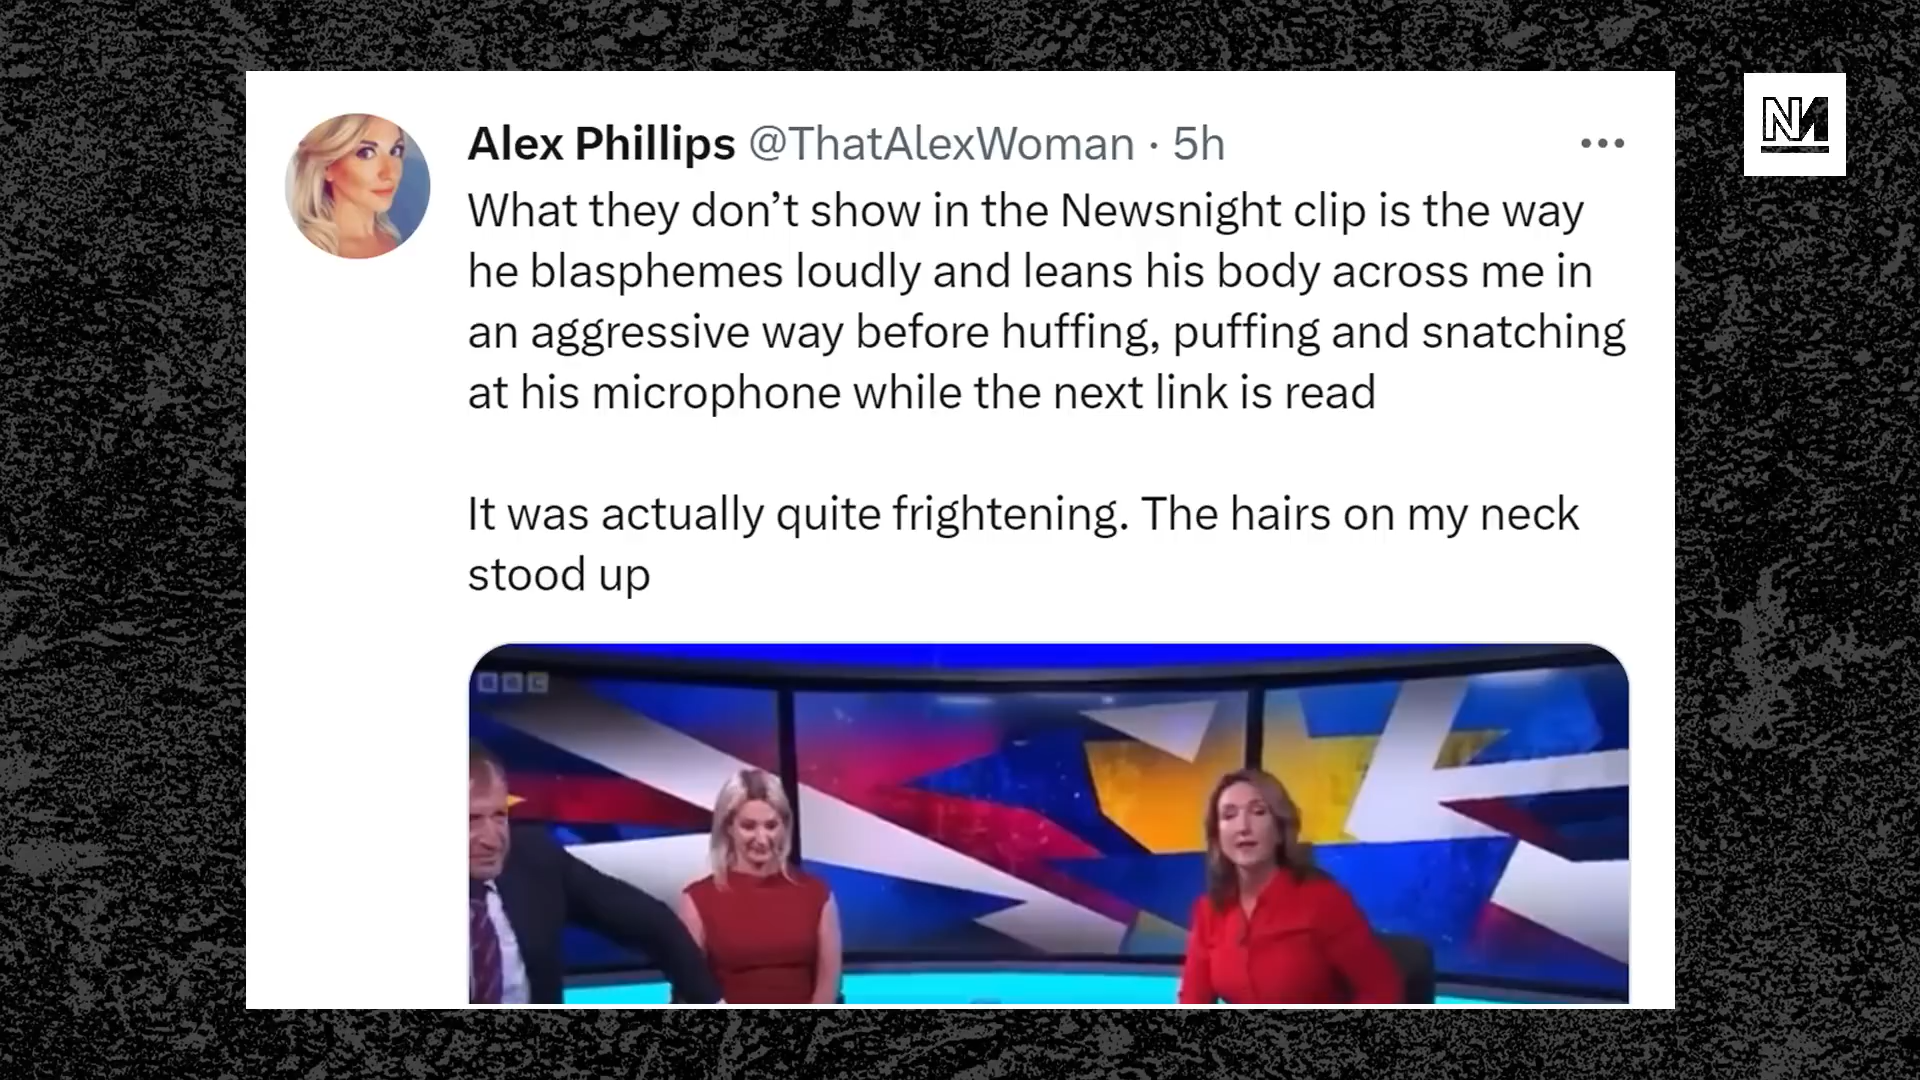 Alex Phillips @ThatAlexWoman · 5h
What they don’t show in the Newsnight clip is the way
he blasphemes loudly and leans his body across me in
an aggressive way before huffing, puffing and snatching
at his microphone while the next link is read
It was actually quite frightening. The hairs on my neck
stood up
BBC
NM